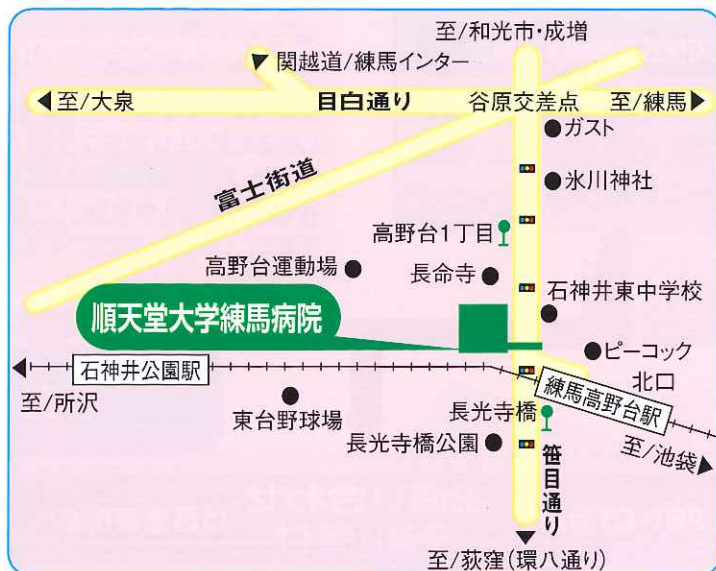 至/和光市・成増
関越道/練馬インター
至/大泉
目白通り
谷原交差点
至/練馬
ガスト
氷川神社
富士街道
高野台1丁目
高野台運動場
長命寺
石神井東中学校
順天堂大学練馬病院
ピーコック
石神井公園駅
北口
練馬高野台駅
至/所沢
東台野球場
長光寺橋
長光寺橋公園
至/池袋
笹目通り
至/荻窪(環八通り)